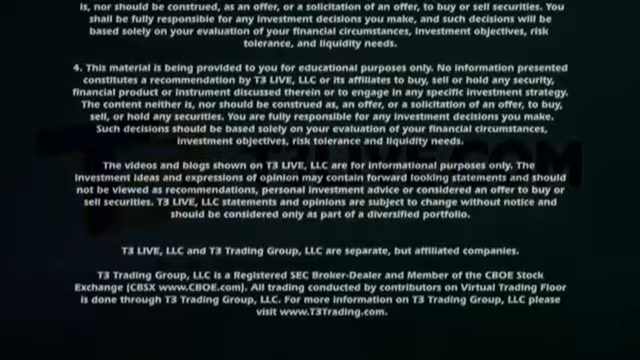 is, nor should be construed, as an offer, or a solicitation of an offer, to buy or sell securities. You
shall be fully responsible for any investment decisions you make, and such decisions will be
based solely on your evaluation of your financial circumstances, investment objectives, risk
tolerance, and liquidity needs.
4. This material is being provided to you for educational purposes only. No information presented
constitutes a recommendation by T3 LIVE, LLC or its affiliates to buy, sell or hold any security,
financial product or instrument discussed therein or to engage in any specific investment strategy.
The content neither is, nor should be construed as, an offer, or a solicitation of an offer, to buy,
sell, or hold any securities. You are fully responsible for any investment decisions you make.
Such decisions should be based solely on your evaluation of your financial circumstances,
investment objectives, risk tolerance and liquidity needs.
The videos and blogs shown on T3 LIVE, LLC are for informational purposes only. The
investment ideas and expressions of opinion may contain forward looking statements and should
not be viewed as recommendations, personal investment advice or considered an offer to buy or
sell securities. T3 LIVE, LLC statements and opinions are subject to change without notice and
should be considered only as part of a diversified portfolio.
T3 LIVE, LLC and T3 Trading Group, LLC are separate, but affiliated companies.
T3 Trading Group, LLC is a Registered SEC Broker-Dealer and Member of the CBOE Stock
Exchange (CBSX www.CBOE.com). All trading conducted by contributors on Virtual Trading Floor
is done through T3 Trading Group, LLC. For more information on T3 Trading Group, LLC please
visit www.T3Trading.com.